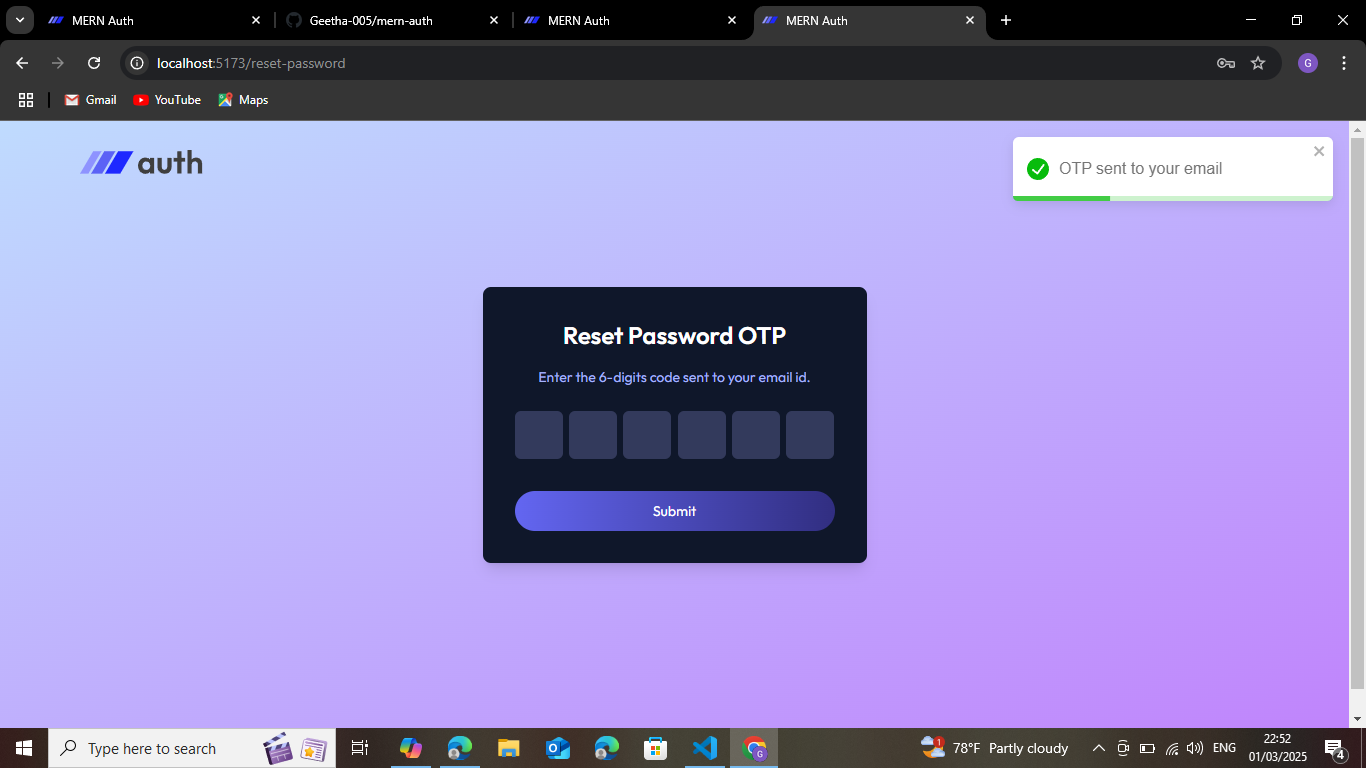 MERN Auth
Geetha-005/mern-auth
MERN Auth
MERN Auth
localhost:5173/reset-password
G
Gmail
YouTube
Maps
auth
OTP sent to your email
Reset Password OTP
Enter the 6-digits code sent to your email id.
Submit
Type here to search
G
1
78°F Partly cloudy
ENG
22:52
01/03/2025
4